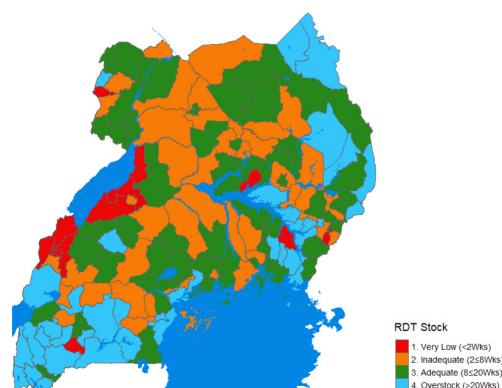 RDT Stock
1. Very Low (<2Wks)
2. Inadequate (2≤8Wks)
3. Adequate (8≤20Wks)
4. Overstock (>20Wks)